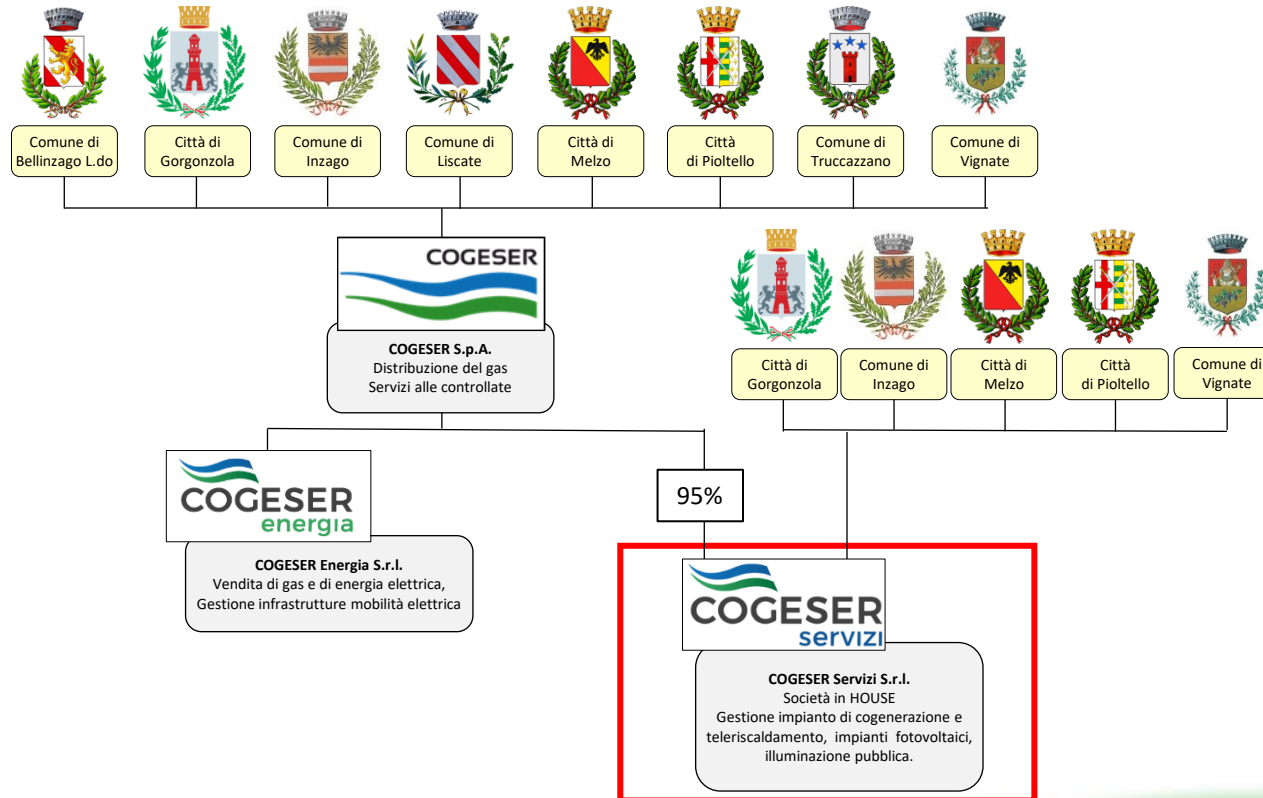 Comune di
Bellinzago L.do
Città di
Gorgonzola
Comune di
Inzago
Comune di
Liscate
Città di
Melzo
Città
di Pioltello
Comune di
Truccazzano
Comune di
Vignate
COGESER
COGESER S.p.A.
Distribuzione del gas
Servizi alle controllate
Città di
Gorgonzola
Comune di
Inzago
Città di
Melzo
Città
di Pioltello
Comune di
Vignate
COGESER
energia
COGESER Energia S.r.l.
Vendita di gas e di energia elettrica,
Gestione infrastrutture mobilità elettrica
95%
COGESER
servizi
COGESER Servizi S.r.l.
Società in HOUSE
Gestione impianto di cogenerazione e
teleriscaldamento, impianti fotovoltaici,
illuminazione pubblica.